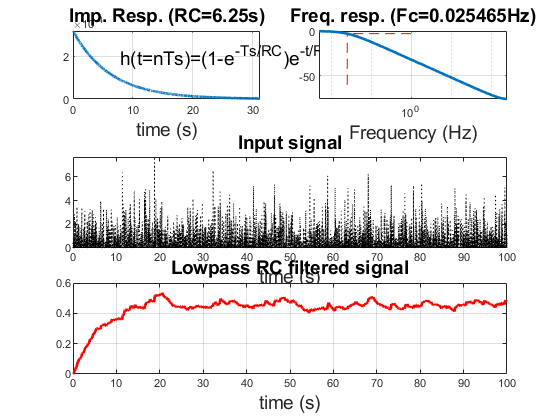 Imp. Resp. (RC=6.25s)
Freq. resp. (Fc=0.025465Hz)
h(t=nTs)=(1-e^-Ts/RC)e^-t/
2
0
0 10 20 30
time (s)
0
-50
10^0
Frequency (Hz)
Input signal
6
4
2
0
0 10 20 30 40 50 60 70 80 90 100
time (s)
Lowpass RC filtered signal
0.6
0.4
0.2
0
0 10 20 30 40 50 60 70 80 90 100
time (s)